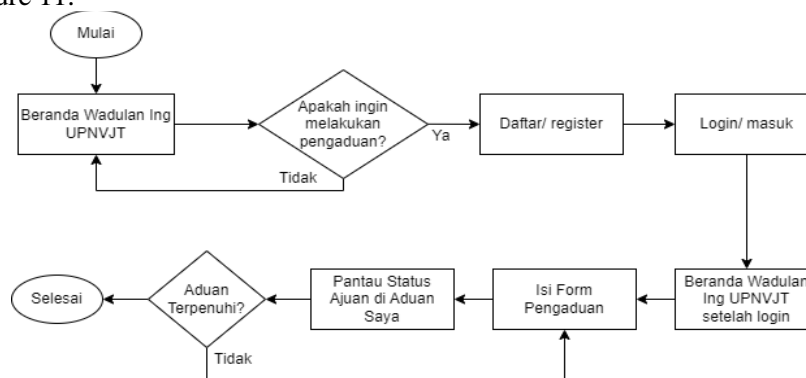 Mulai
Beranda Wadulan Ing
UPNVJT
Apakah ingin
melakukan
pengaduan?
Ya
Tidak
Daftar/ register
Login/ masuk
Selesai
Aduan
Terpenuhi?
Tidak
Pantau Status
Ajuan di Aduan
Saya
Isi Form
Pengaduan
Beranda Wadulan
Ing UPNVJT
setelah login